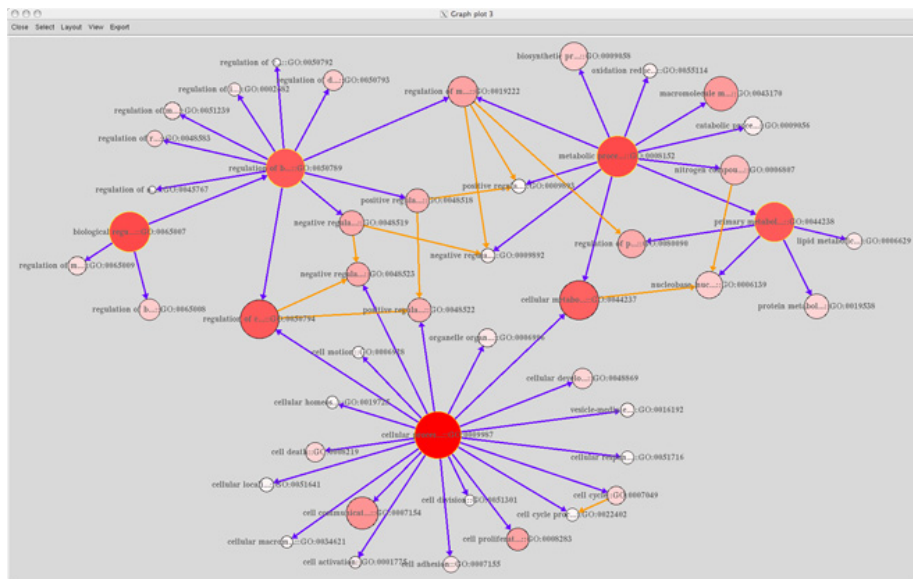 Graph plot 3
Close Select Layout View Export
regulation of ...::GO:0050792
regulation of d...::GO:0050793
regulation of m...::GO:0051239
regulation of r...::GO:0048583
regulation of b...::GO:0050789
GO:0045767
biological regu...::GO:0065007
regulation of m...::GO:0065009
regulation of b...::GO:0065008
regulation of m...::GO:0019222
biosynthetic pr...::GO:0009058
oxidation reduc...::GO:0055114
macromolecule m...::GO:0043170
catabolic proce...::GO:0009056
metabolic proce...::GO:0008152
nitrogen compou...::GO:0006807
positive regula...::GO:0009893
positive regula...::GO:0048518
negative regula...::GO:0048519
primary metabol...::GO:0044238
lipid metabolic...::GO:0006629
regulation of p...::GO:0080090
negative regula...::GO:0009892
negative regula...::GO:0048523
nucleobase, nuc...::GO:0006139
cellular metabo...::GO:0044237
protein metabol...::GO:0019538
regulation of c...::GO:0050794
positive regula...::GO:0048522
organelle organ...::GO:0006996
cell motion::GO:0006928
cellular develo...::GO:0048869
cellular homeos...::GO:0019725
vesicle-mediate...::GO:0016192
cellular proces...::GO:0009987
cell death::GO:0008219
cellular respon...::GO:0051716
cellular locali...::GO:0051641
cell division::GO:0051301
cell cycle::GO:0007049
cell communicat...::GO:0007154
cell cycle proc...::GO:0022402
cellular macrom...::GO:0034621
cell proliferat...::GO:0008283
cell activation::GO:0001775
cell adhesion::GO:0007155